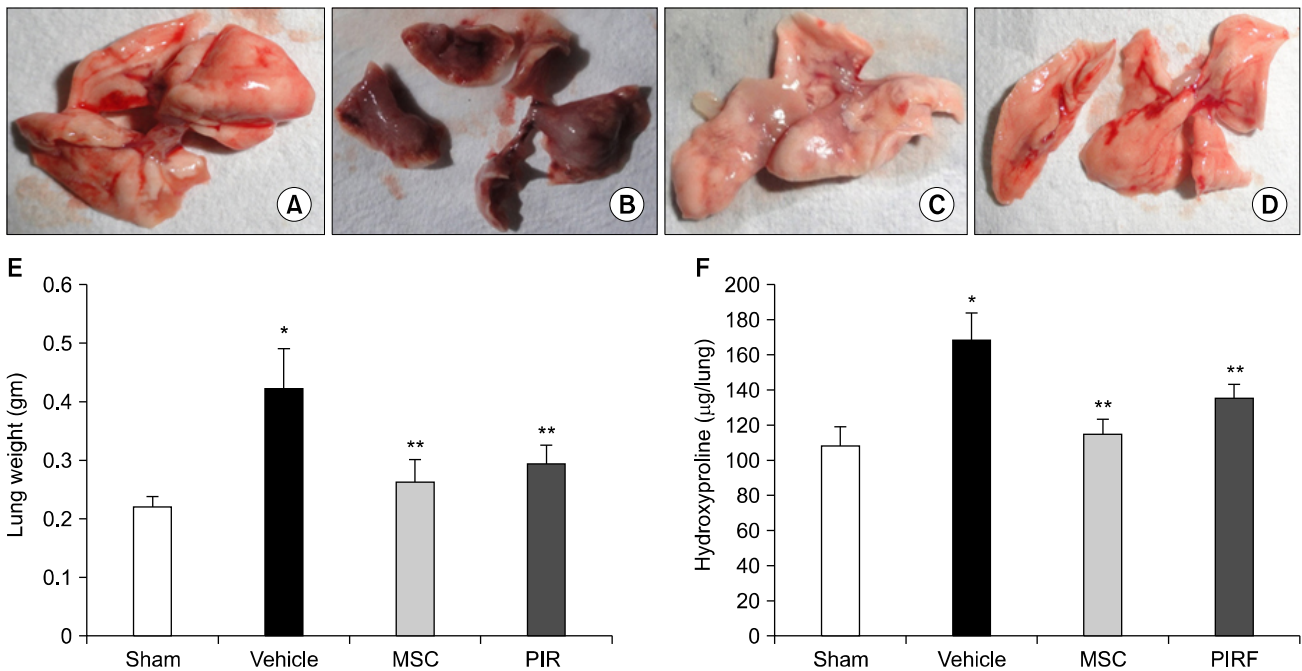 A
B
C
D
E
Lung weight (gm)
0.6
0.5
0.4
0.3
0.2
0.1
0
*
**
**
Sham Vehicle MSC PIR
F
Hydroxyproline (μg/lung)
200
180
160
140
120
100
80
60
40
20
0
*
**
**
Sham Vehicle MSC PIRF